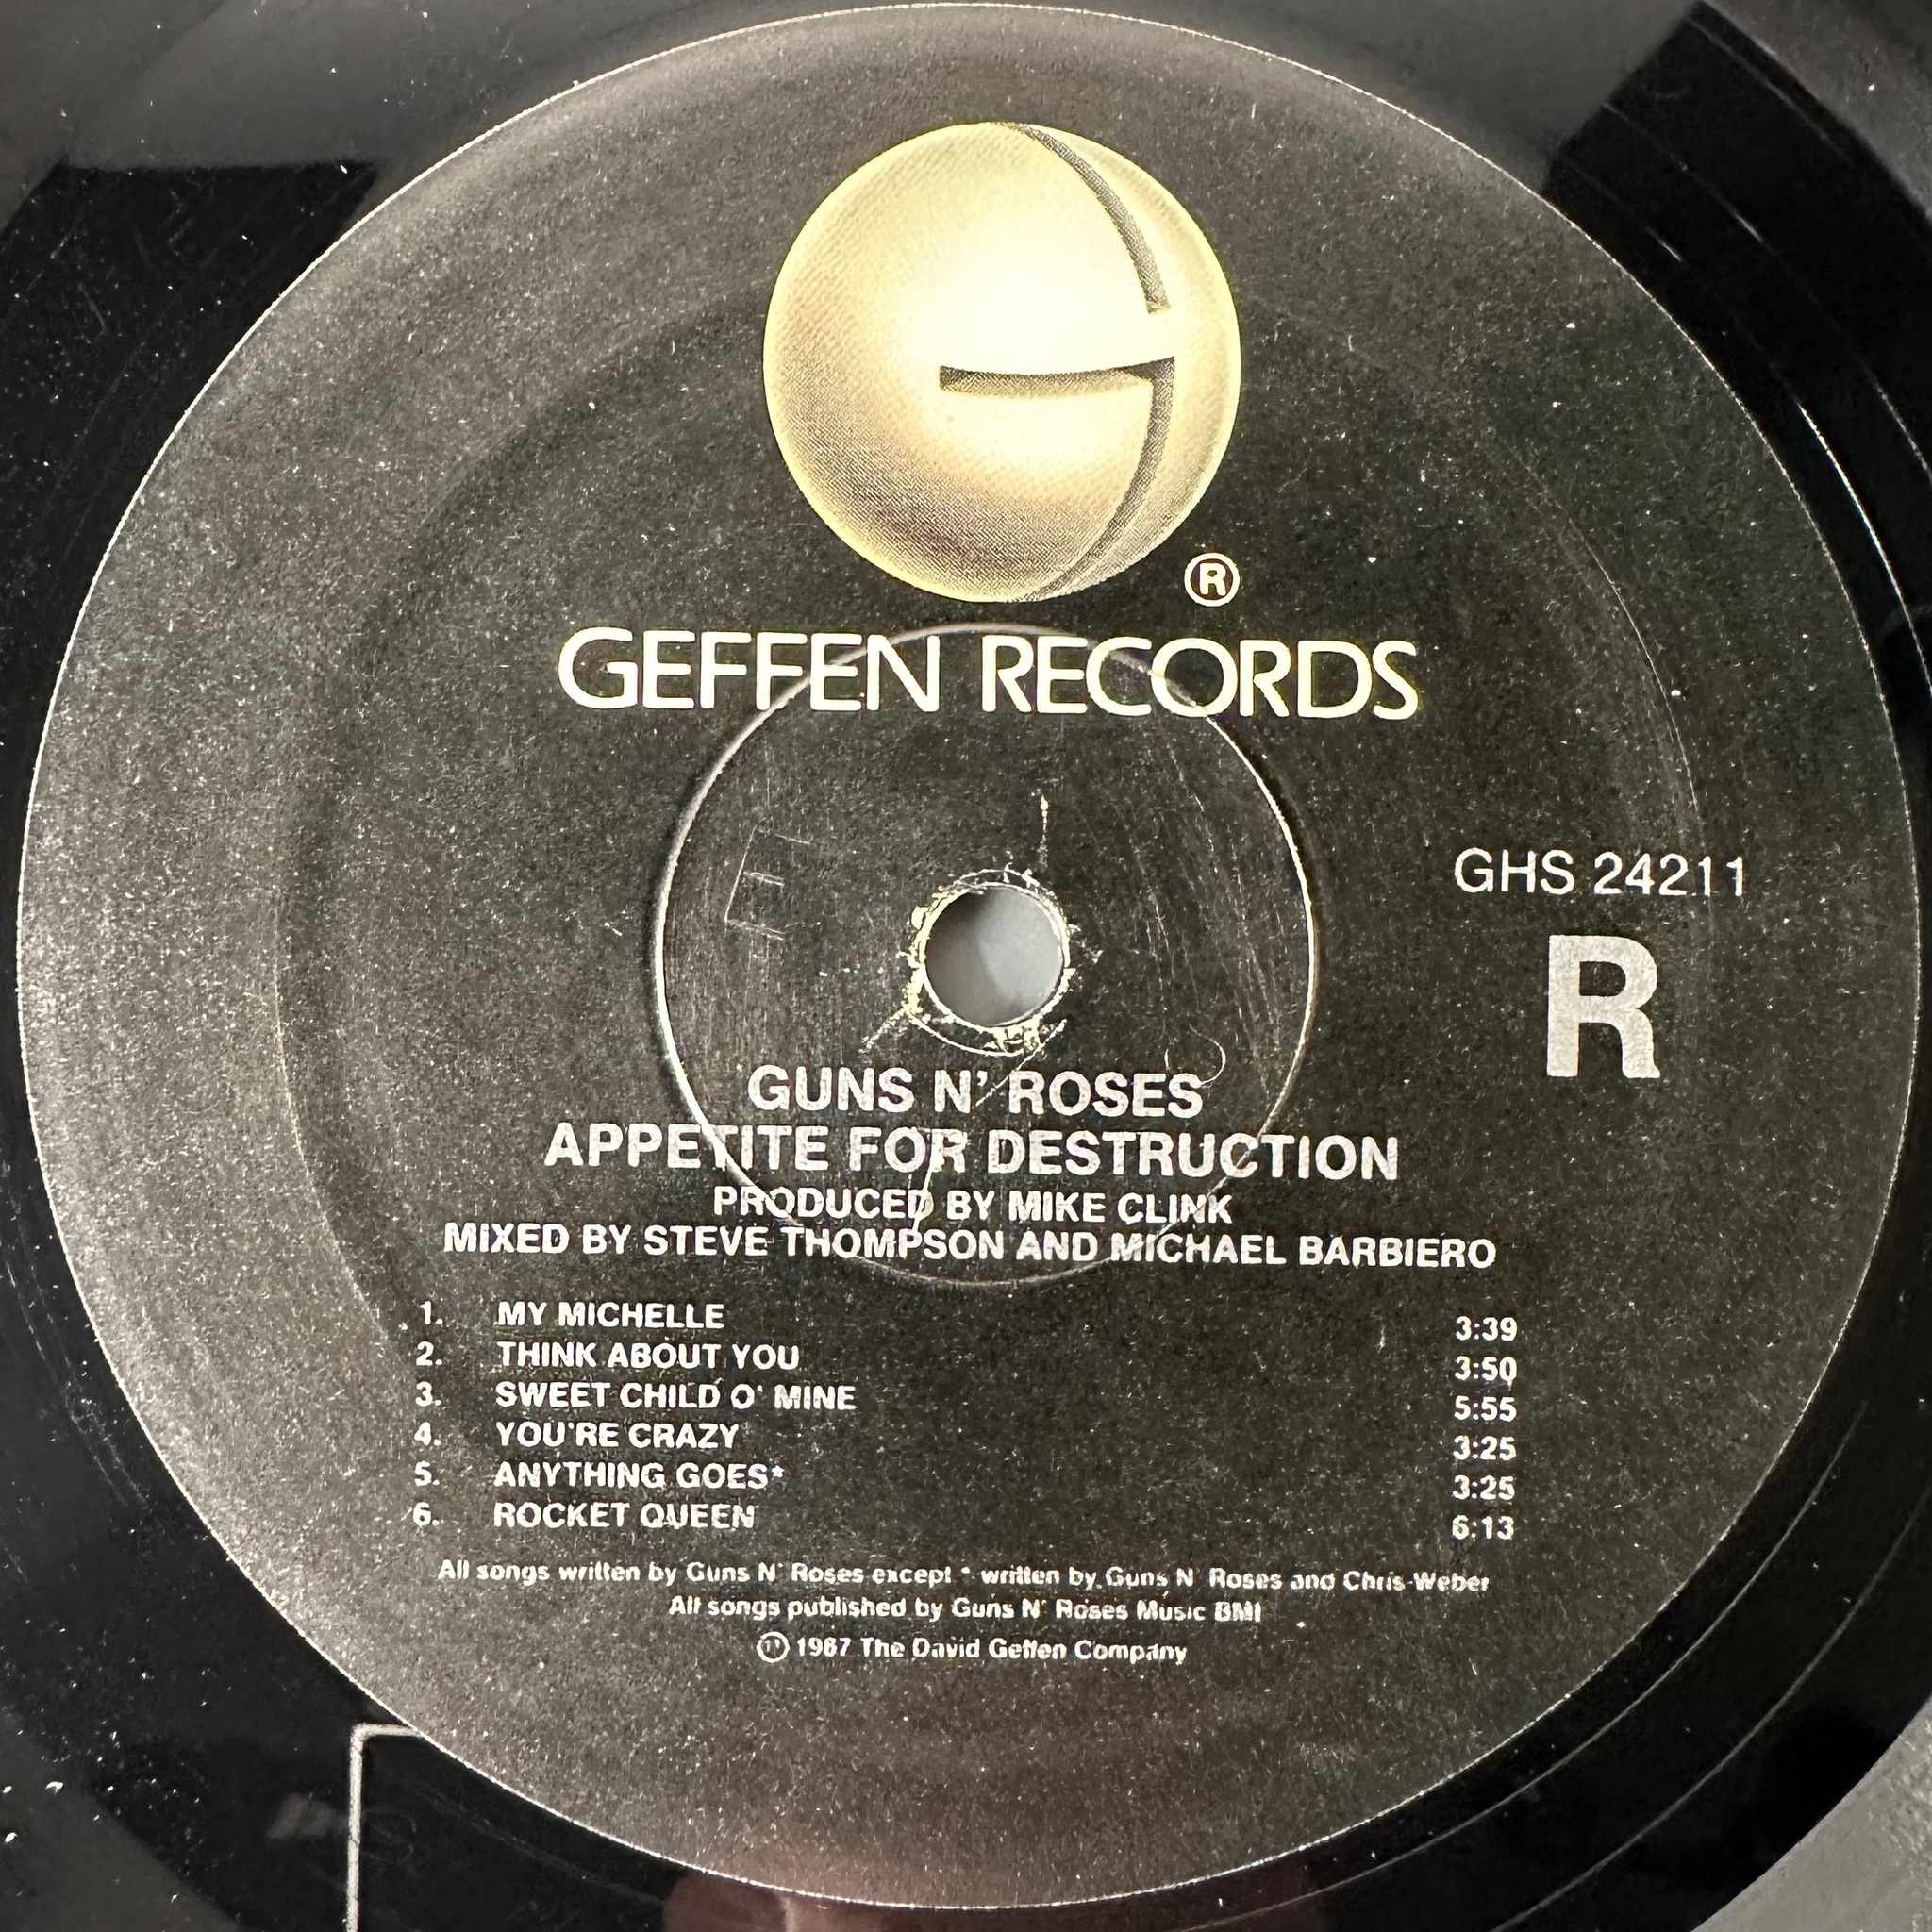 ®
GEFFEN RECORDS
GHS 24211
R
GUNS N' ROSES
APPETITE FOR DESTRUCTION
PRODUCED BY MIKE CLINK
MIXED BY STEVE THOMPSON AND MICHAEL BARBIERO
1. MY MICHELLE 3:39
2. THINK ABOUT YOU 3:50
3. SWEET CHILD O' MINE 5:55
4. YOU'RE CRAZY 3:25
5. ANYTHING GOES* 3:25
6. ROCKET QUEEN 6:13
All songs written by Guns N' Roses except * written by Guns N' Roses and Chris Weber
All songs published by Guns N' Roses Music BMI
℗ 1987 The David Geffen Company